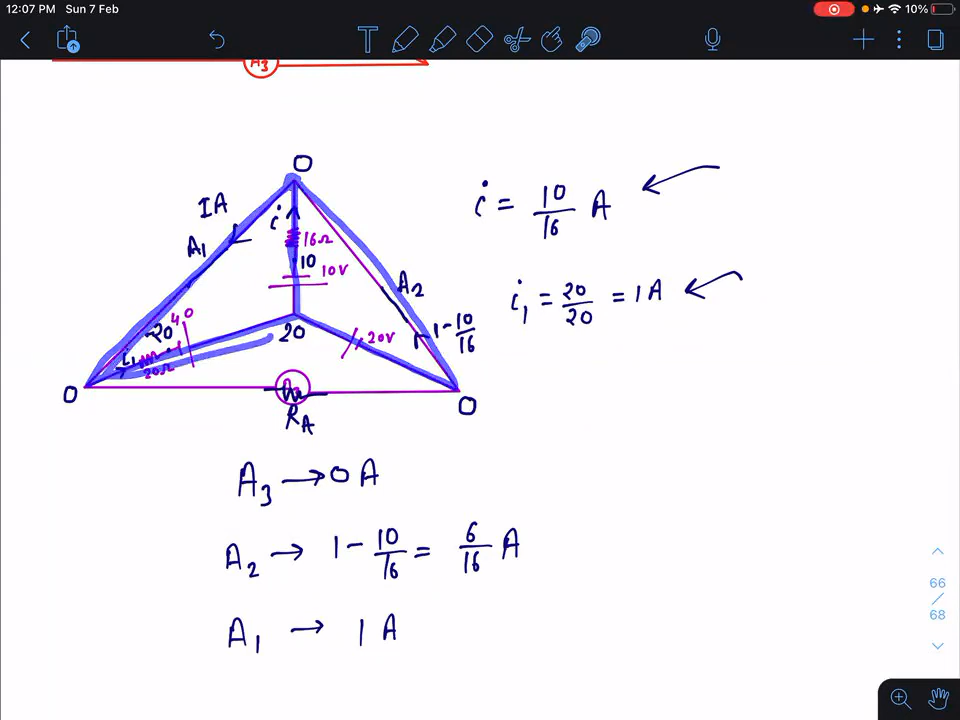 12:07 PM Sun 7 Feb
10%
T
A3
O
IA
i
A1
16Ω
10
10V
A2
40
-20
20
20V
1-10/16
i1
20Ω
O
O
RA
i = 10/16 A
i1 = 20/20 = 1A
A3 → 0 A
A2 → 1 - 10/16 = 6/16 A
A1 → 1 A
66
/
68